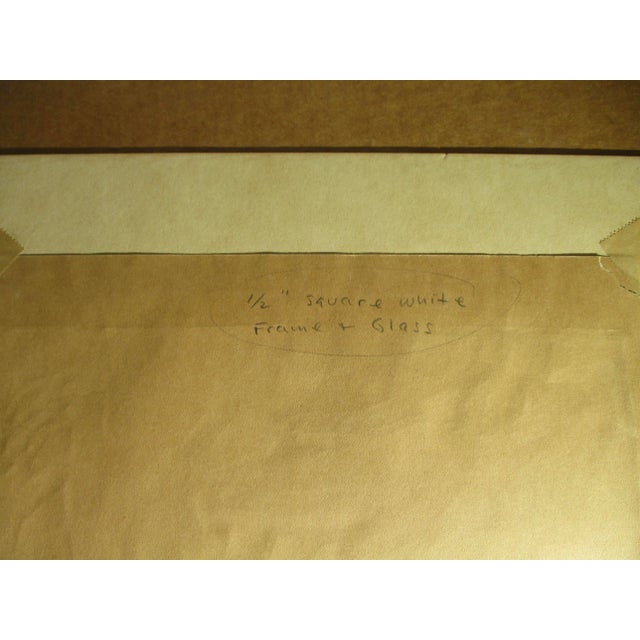 1/2" square white
Frame + Glass